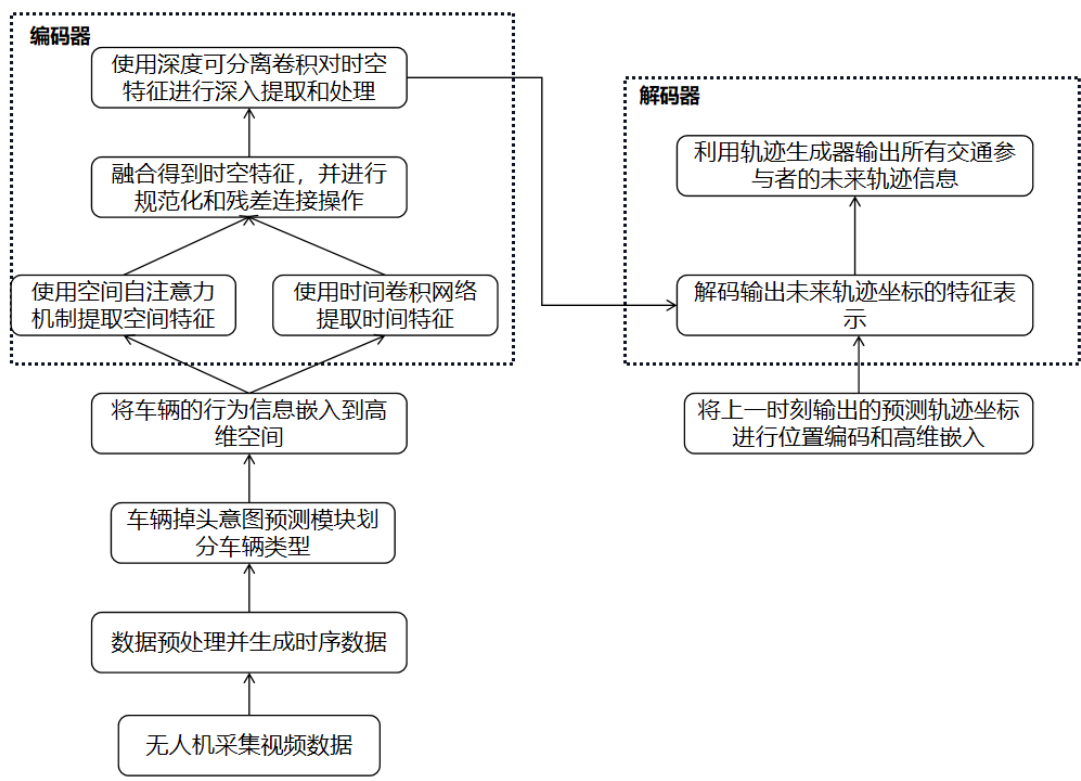 编码器
使用深度可分离卷积对时空
特征进行深入提取和处理
融合得到时空特征，并进行
规范化和残差连接操作
使用空间自注意力
机制提取空间特征
使用时间卷积网络
提取时间特征
将车辆的行为信息嵌入到高
维空间
车辆掉头意图预测模块划
分车辆类型
数据预处理并生成时序数据
无人机采集视频数据
解码器
利用轨迹生成器输出所有交通参
与者的未来轨迹信息
解码输出未来轨迹坐标的特征表
示
将上一时刻输出的预测轨迹坐标
进行位置编码和高维嵌入